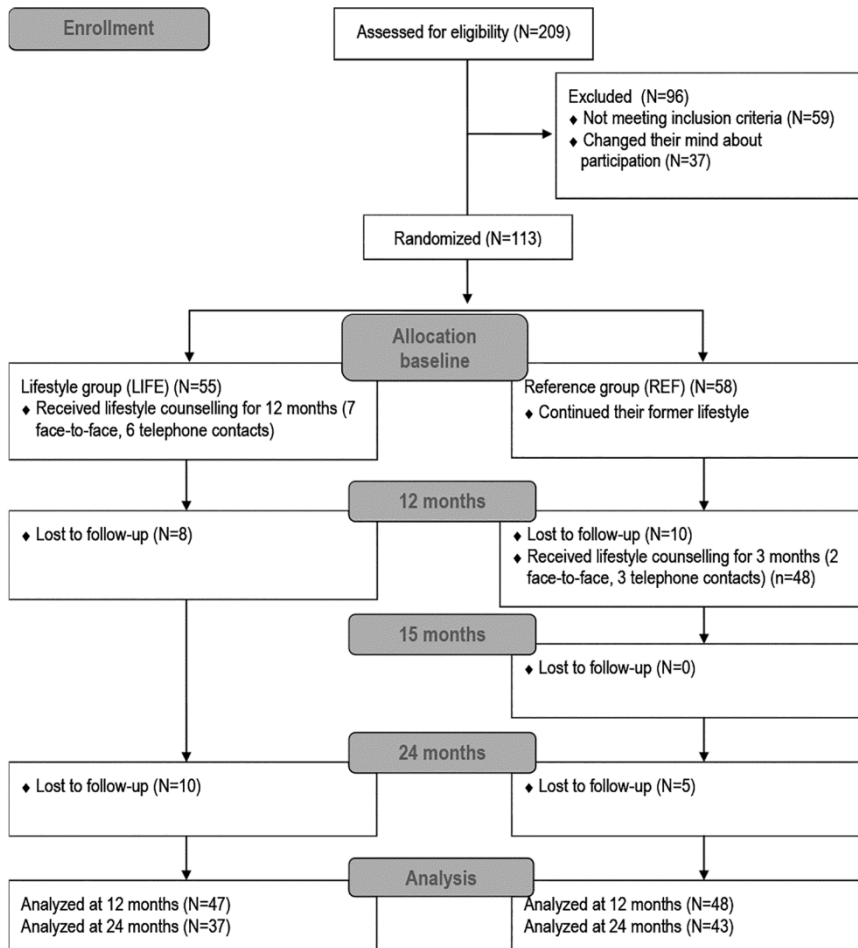 Enrollment
Assessed for eligibility (N=209)
Excluded (N=96)
♦ Not meeting inclusion criteria (N=59)
♦ Changed their mind about
participation (N=37)
Randomized (N=113)
Allocation
baseline
Lifestyle group (LIFE) (N=55)
♦ Received lifestyle counselling for 12 months (7
face-to-face, 6 telephone contacts)
Reference group (REF) (N=58)
♦ Continued their former lifestyle
12 months
♦ Lost to follow-up (N=8)
♦ Lost to follow-up (N=10)
♦ Received lifestyle counselling for 3 months (2
face-to-face, 3 telephone contacts) (n=48)
15 months
♦ Lost to follow-up (N=0)
24 months
♦ Lost to follow-up (N=10)
♦ Lost to follow-up (N=5)
Analysis
Analyzed at 12 months (N=47)
Analyzed at 24 months (N=37)
Analyzed at 12 months (N=48)
Analyzed at 24 months (N=43)